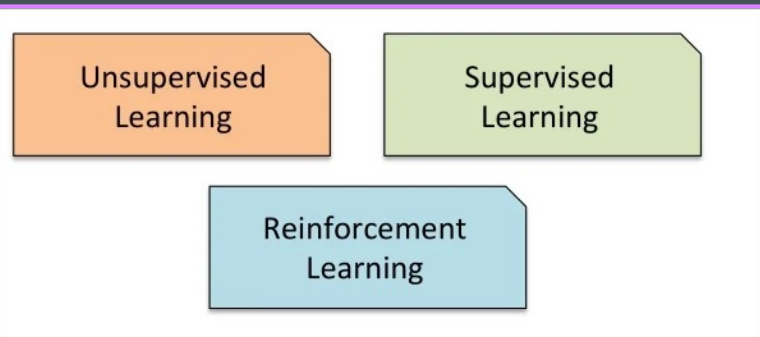 Unsupervised
Learning
Supervised
Learning
Reinforcement
Learning